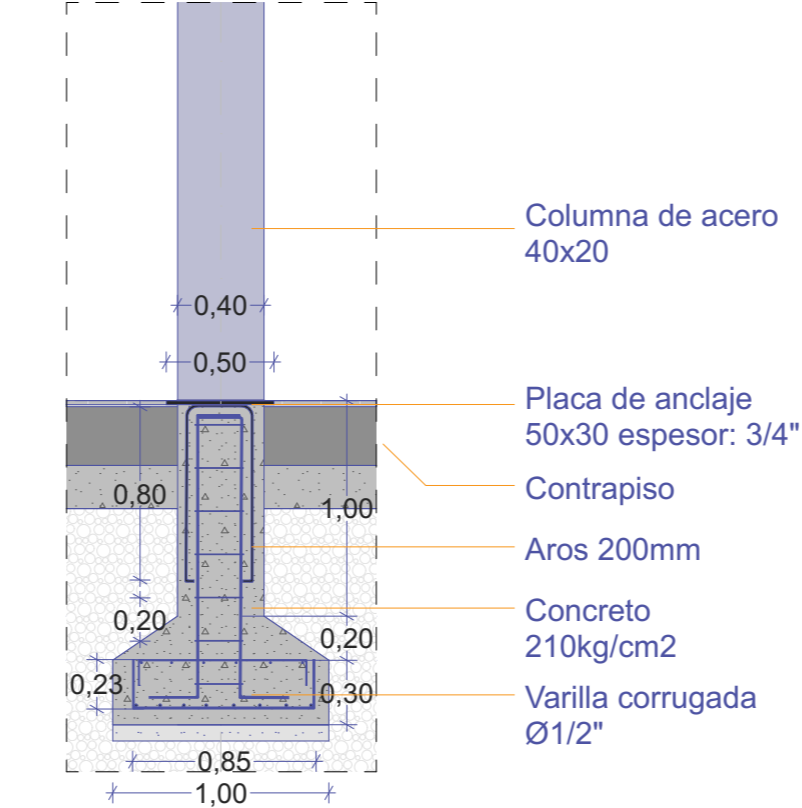 Columna de acero
40x20
0,40
0,50
Placa de anclaje
50x30 espesor: 3/4"
Contrapiso
0,80
1,00
Aros 200mm
Concreto
210kg/cm2
0,20
0,20
0,23
0,30
Varilla corrugada
Ø1/2"
0,85
1,00